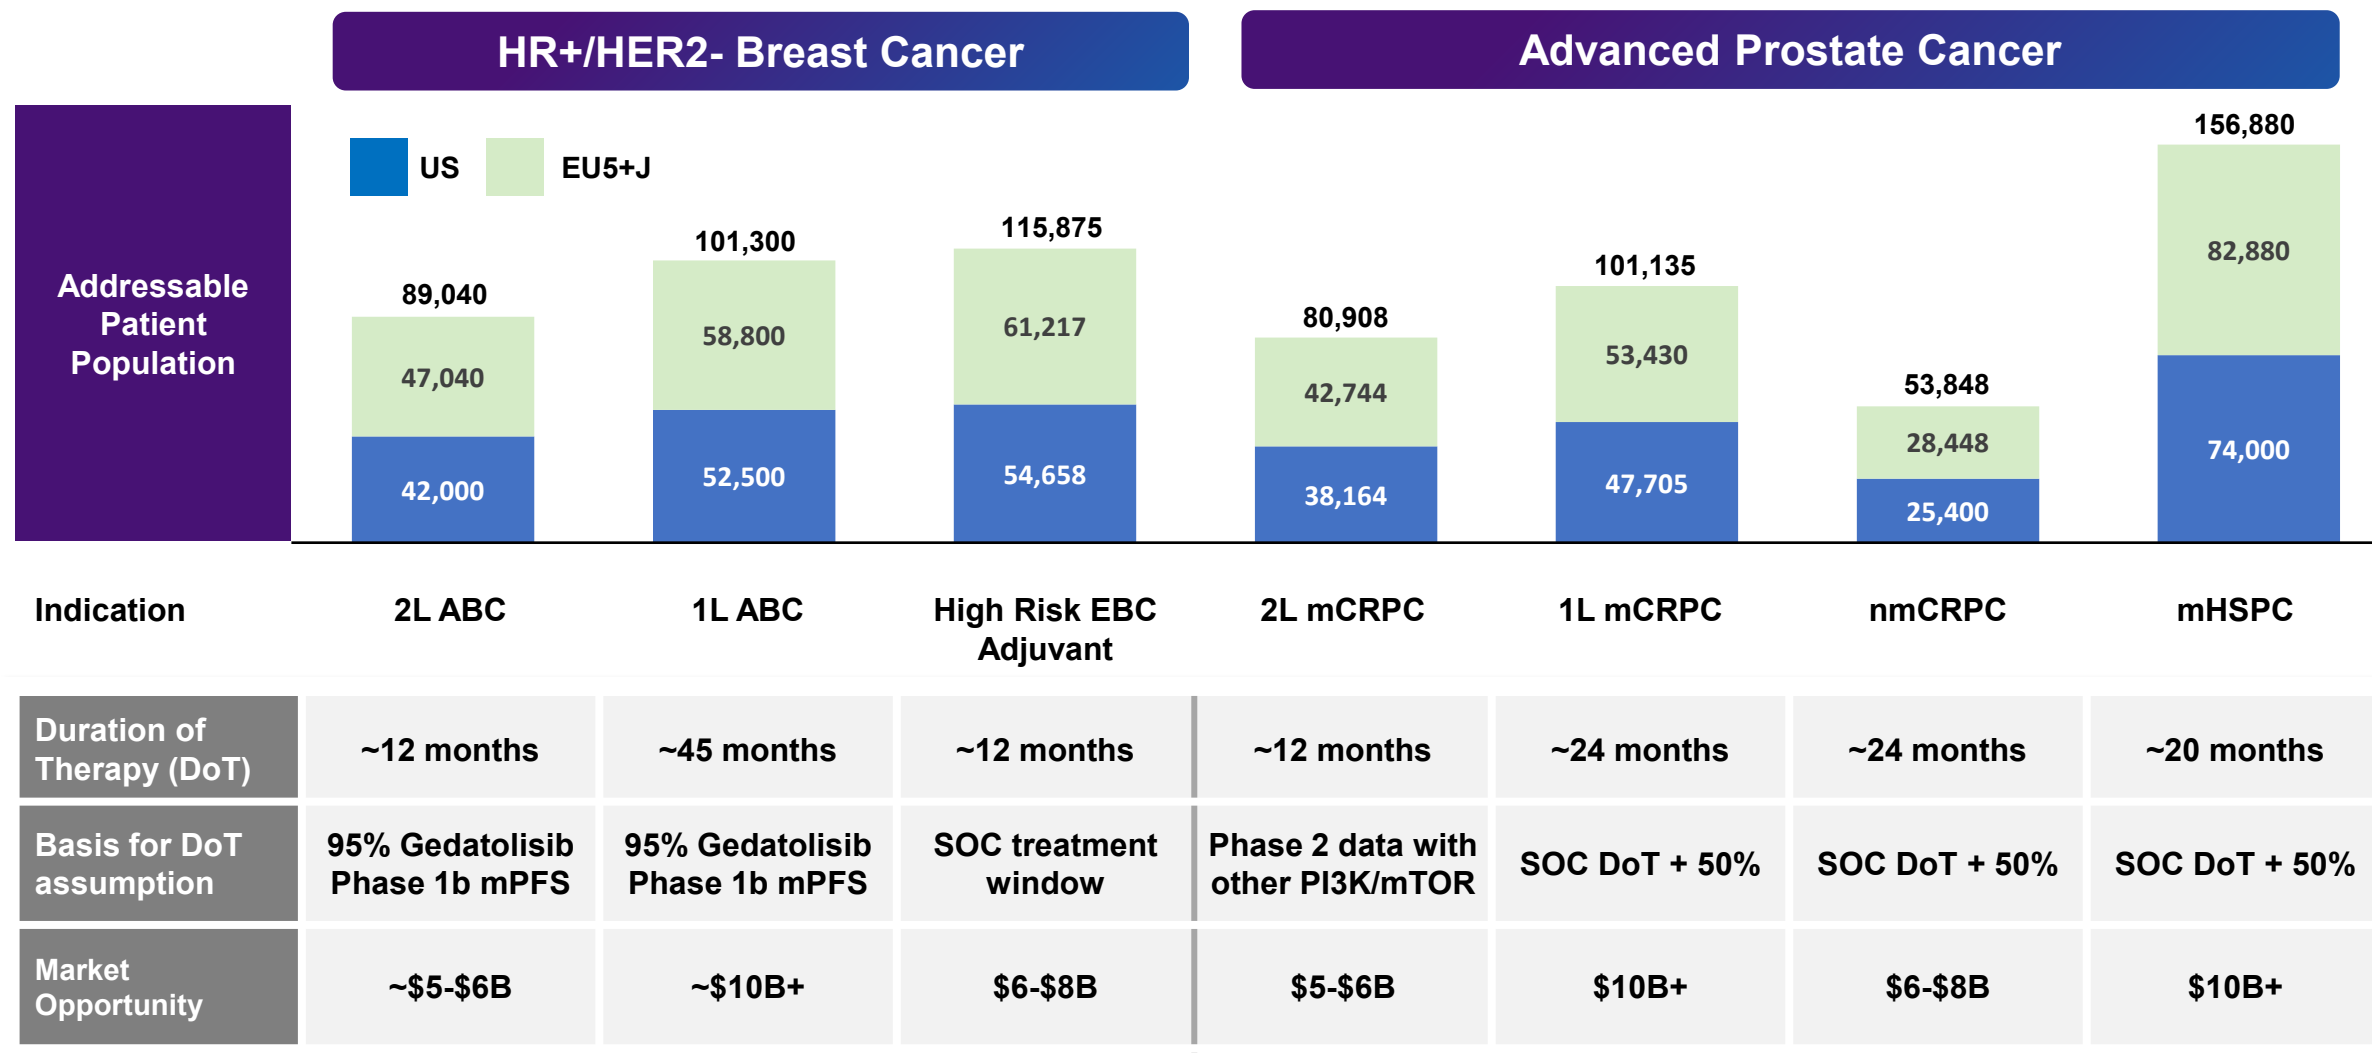 HR+/HER2- Breast Cancer
Advanced Prostate Cancer
US
EU5+J
Addressable
Patient
Population
89,040
47,040
42,000
101,300
58,800
52,500
115,875
61,217
54,658
80,908
42,744
38,164
101,135
53,430
47,705
53,848
28,448
25,400
156,880
82,880
74,000
Indication
2L ABC
1L ABC
High Risk EBC
Adjuvant
2L mCRPC
1L mCRPC
nmCRPC
mHSPC
Duration of
Therapy (DoT)
~12 months
~45 months
~12 months
~12 months
~24 months
~24 months
~20 months
Basis for DoT
assumption
95% Gedatolisib
Phase 1b mPFS
95% Gedatolisib
Phase 1b mPFS
SOC treatment
window
Phase 2 data with
other PI3K/mTOR
SOC DoT + 50%
SOC DoT + 50%
SOC DoT + 50%
Market
Opportunity
~$5-$6B
~$10B+
$6-$8B
$5-$6B
$10B+
$6-$8B
$10B+